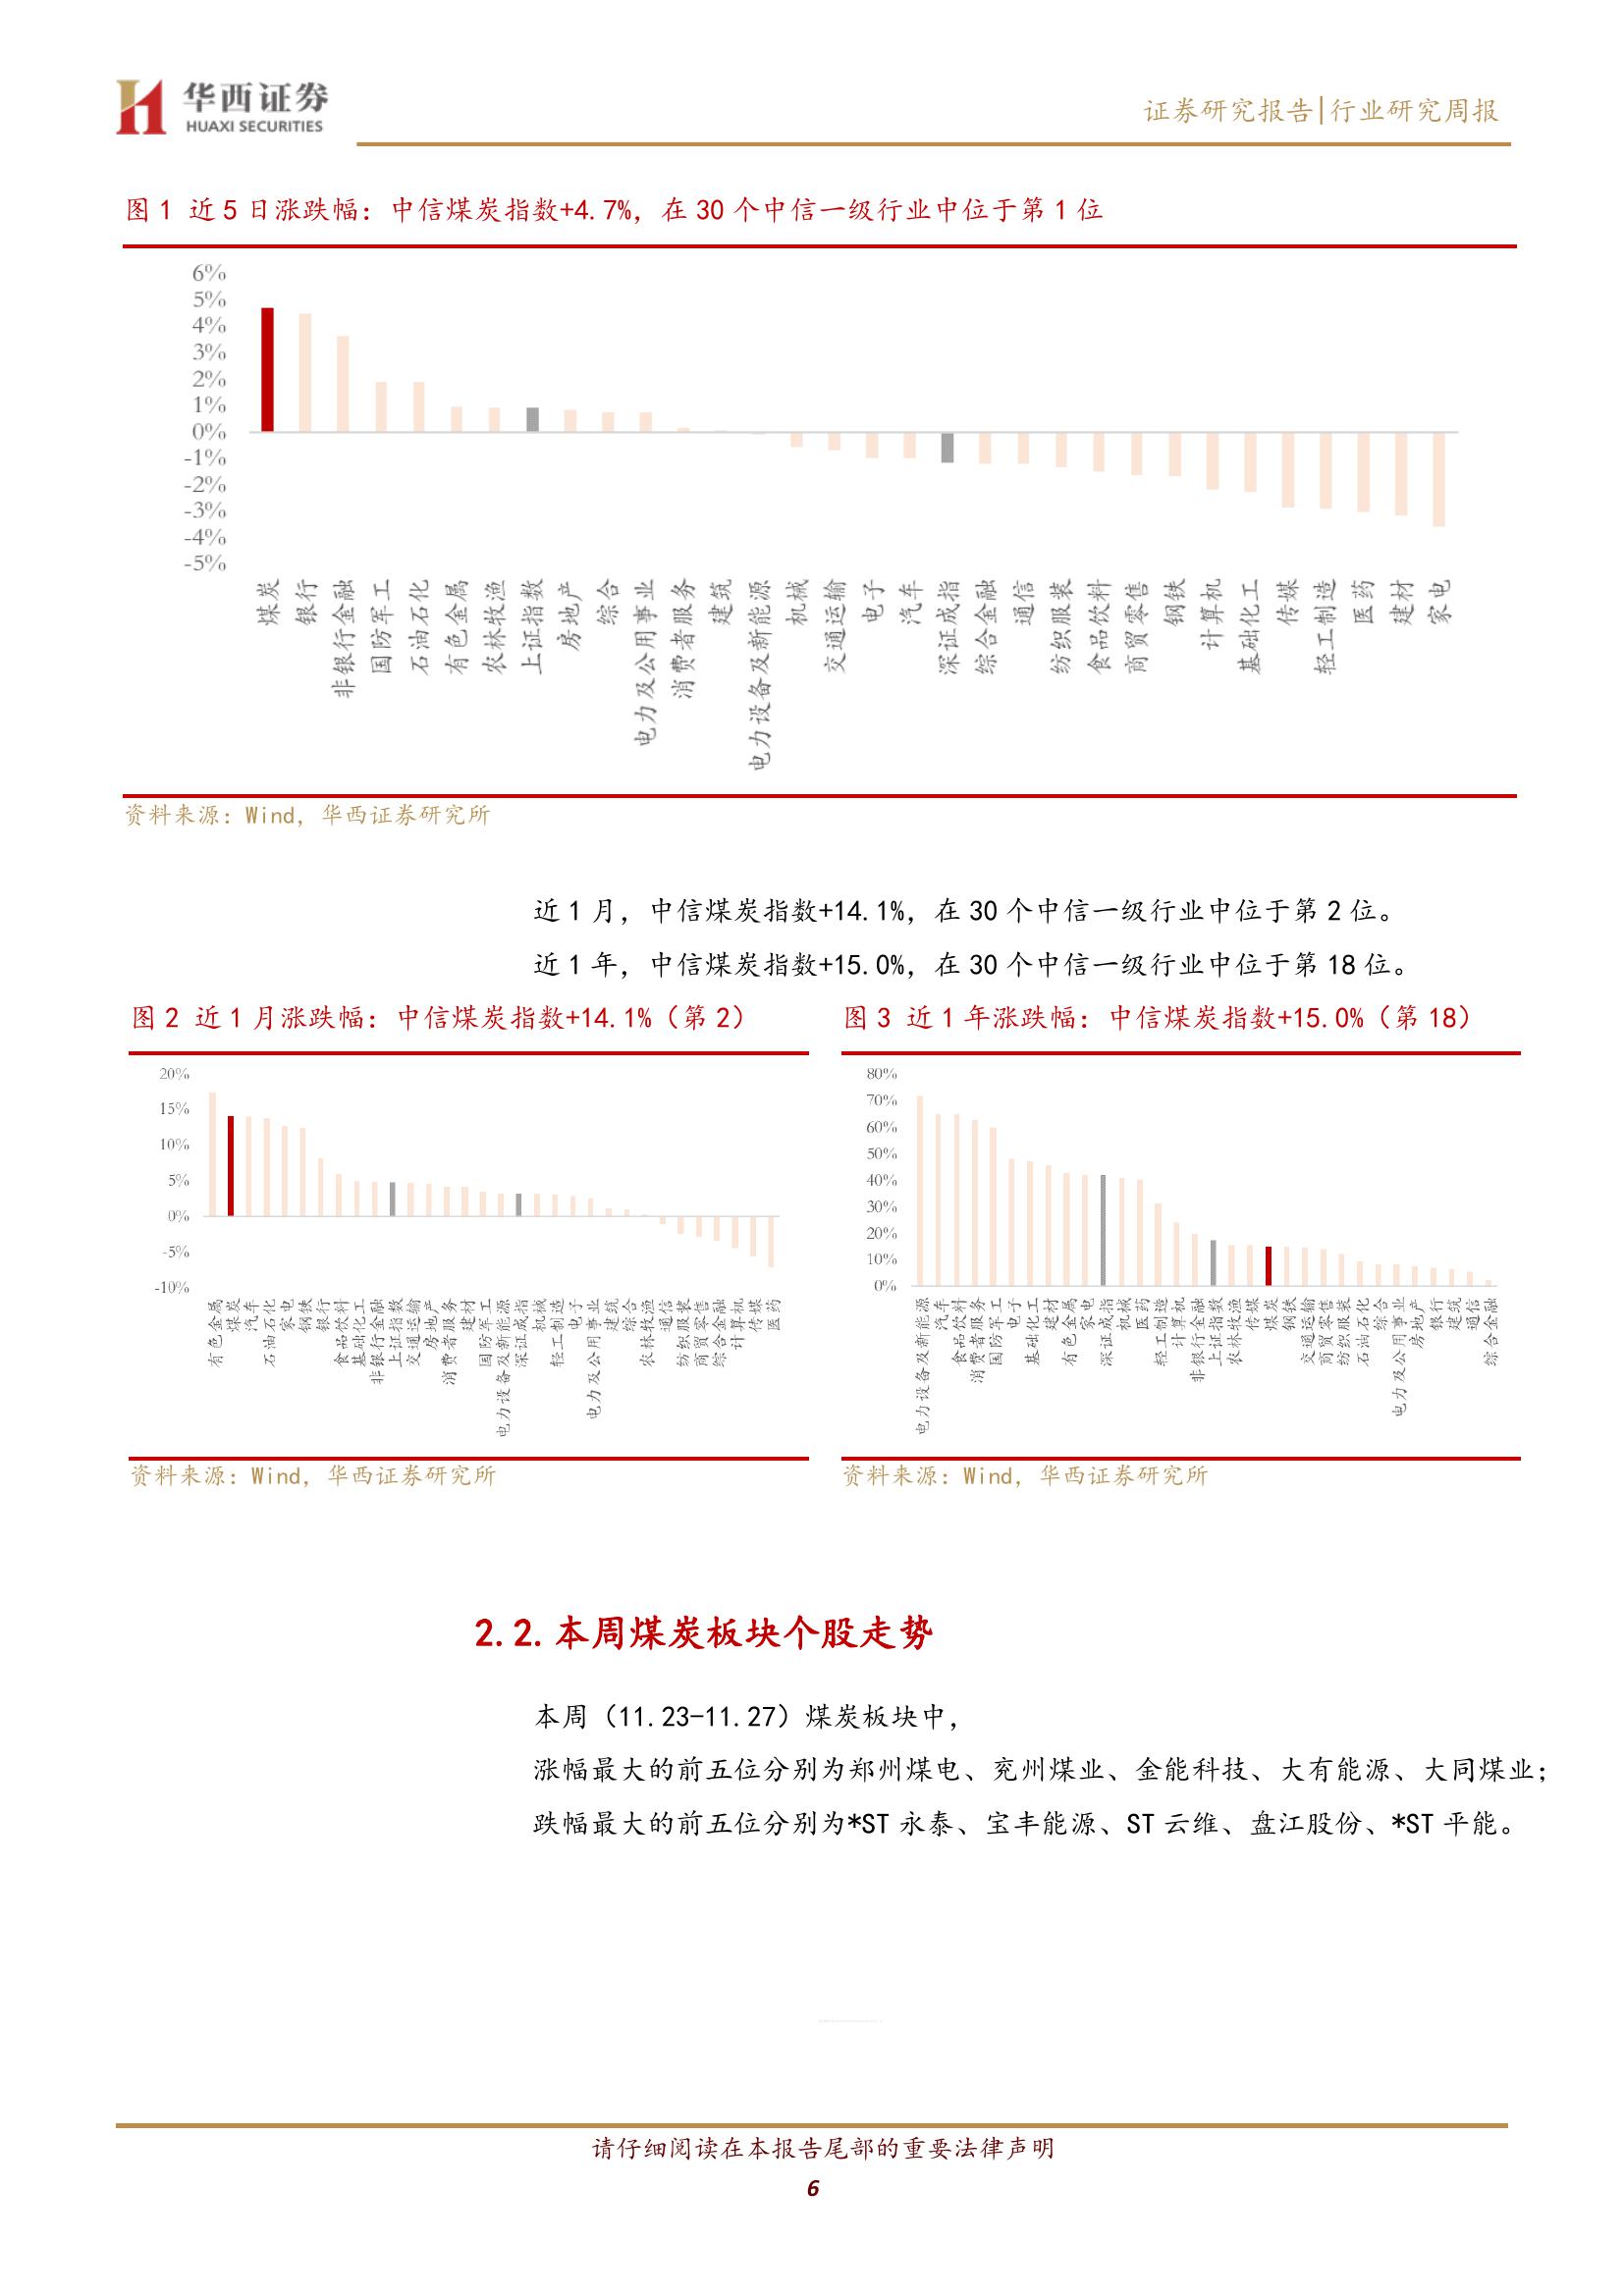 华西证券
HUAXI SECURITIES
证券研究报告|行业研究周报
图 1 近 5 日涨跌幅：中信煤炭指数+4.7%，在 30 个中信一级行业中位于第 1 位
6%
5%
4%
3%
2%
1%
0%
-1%
-2%
-3%
-4%
-5%
煤炭
银行
非银行金融
国防军工
石油石化
有色金属
农林牧渔
上证指数
房地产
综合
电力及公用事业
消费者服务
建筑
电力设备及新能源
机械
交通运输
电子
汽车
深证成指
综合金融
通信
纺织服装
食品饮料
商贸零售
钢铁
计算机
基础化工
传媒
轻工制造
医药
建材
家电
资料来源：Wind，华西证券研究所
近 1 月，中信煤炭指数+14.1%，在 30 个中信一级行业中位于第 2 位。
近 1 年，中信煤炭指数+15.0%，在 30 个中信一级行业中位于第 18 位。
图 2 近 1 月涨跌幅：中信煤炭指数+14.1%（第 2）
20%
15%
10%
5%
0%
-5%
-10%
有色金属
煤炭
汽车
石油石化
家电
钢铁
银行
食品饮料
基础化工
非银行金融
上证指数
交通运输
房地产
消费者服务
建材
国防军工
电力设备及新能源
深证成指
机械
轻工制造
电子
电力及公用事业
建筑
综合
农林牧渔
通信
纺织服装
商贸零售
综合金融
计算机
传媒
医药
资料来源：Wind，华西证券研究所
图 3 近 1 年涨跌幅：中信煤炭指数+15.0%（第 18）
80%
70%
60%
50%
40%
30%
20%
10%
0%
电力设备及新能源
汽车
食品饮料
消费者服务
国防军工
电子
基础化工
建材
有色金属
家电
深证成指
机械
医药
轻工制造
计算机
非银行金融
上证指数
农林牧渔
传媒
煤炭
钢铁
交通运输
商贸零售
纺织服装
石油石化
综合
电力及公用事业
房地产
银行
建筑
通信
综合金融
资料来源：Wind，华西证券研究所
2.2.本周煤炭板块个股走势
本周（11.23-11.27）煤炭板块中，
涨幅最大的前五位分别为郑州煤电、兖州煤业、金能科技、大有能源、大同煤业；
跌幅最大的前五位分别为*ST 永泰、宝丰能源、ST 云维、盘江股份、*ST 平能。
请仔细阅读在本报告尾部的重要法律声明
6